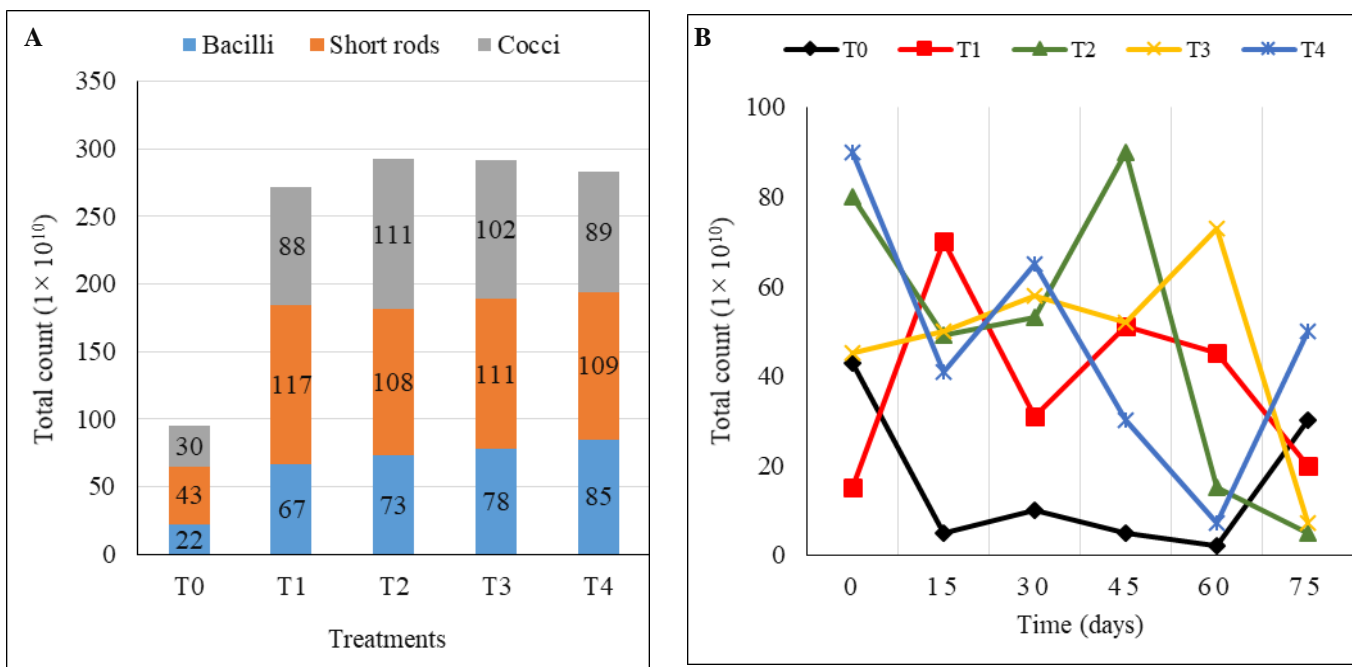 A
Bacilli Short rods Cocci
350
300
250
200
150
100
50
0
Total count (1 × 10¹⁰)
30
43
22
88
117
67
111
108
73
102
111
78
89
109
85
T0 T1 T2 T3 T4
Treatments
B
T0 T1 T2 T3 T4
100
80
60
40
20
0
Total count (1 × 10¹⁰)
0 15 30 45 60 75
Time (days)